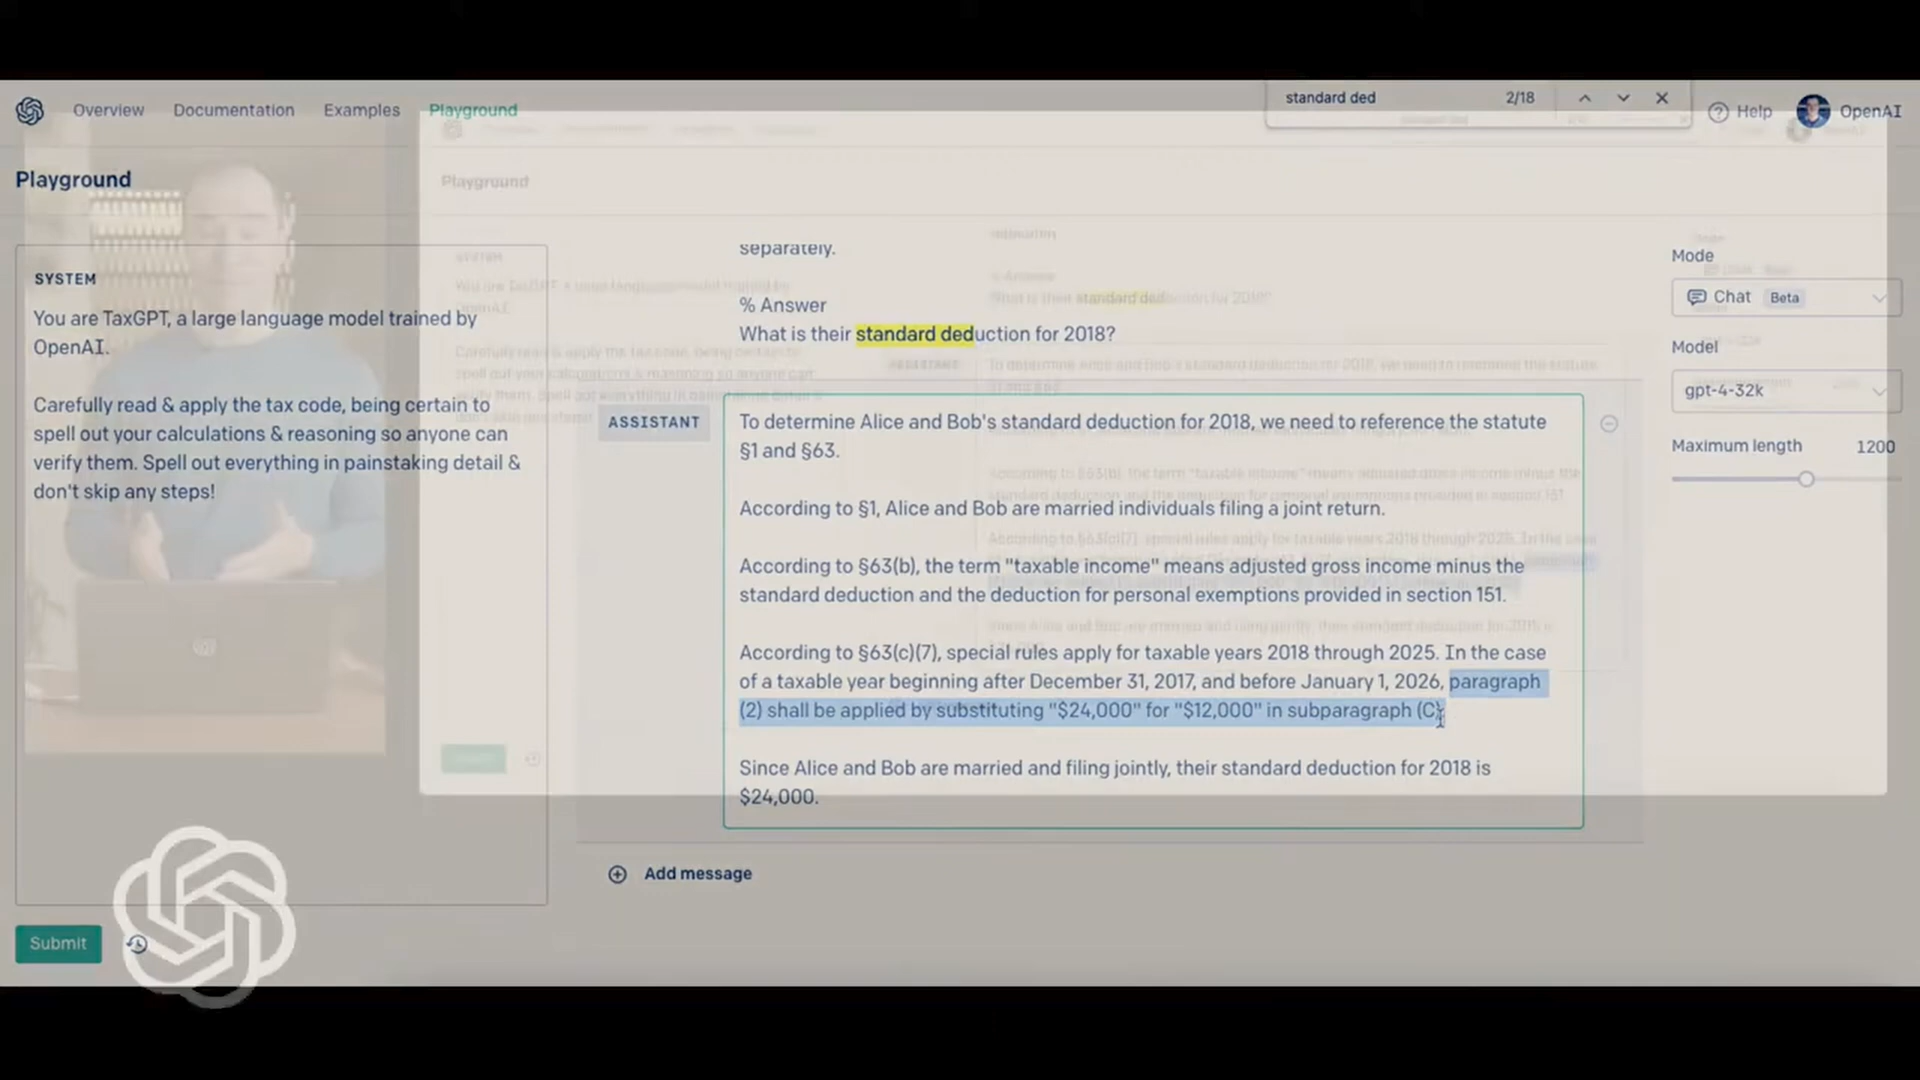 Overview Documentation Examples Playground
standard ded 2/18
Help OpenAI
Playground
Playground
SYSTEM
You are TaxGPT, a large language model trained by
OpenAI.
Carefully read & apply the tax code, being certain to
spell out your calculations & reasoning so anyone can
verify them. Spell out everything in painstaking detail &
don't skip any steps!
Submit
separately.
% Answer
What is their standard deduction for 2018?
ASSISTANT
To determine Alice and Bob's standard deduction for 2018, we need to reference the statute
§1 and §63.
According to §1, Alice and Bob are married individuals filing a joint return.
According to §63(b), the term "taxable income" means adjusted gross income minus the
standard deduction and the deduction for personal exemptions provided in section 151.
According to §63(c)(7), special rules apply for taxable years 2018 through 2025. In the case
of a taxable year beginning after December 31, 2017, and before January 1, 2026, paragraph
(2) shall be applied by substituting "$24,000" for "$12,000" in subparagraph (C).
Since Alice and Bob are married and filing jointly, their standard deduction for 2018 is
$24,000.
Add message
Mode
Chat Beta
Model
gpt-4-32k
Maximum length 1200